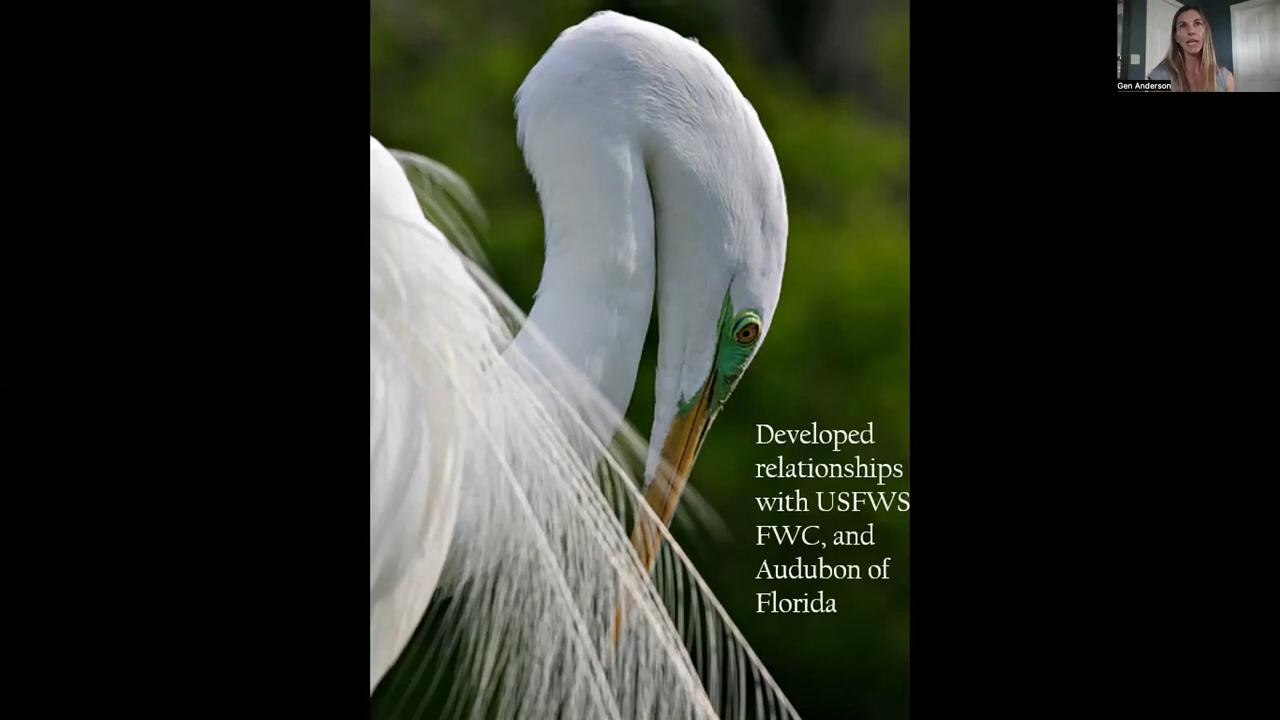 Gen Anderson
Developed
relationships
with USFWS
FWC, and
Audubon of
Florida